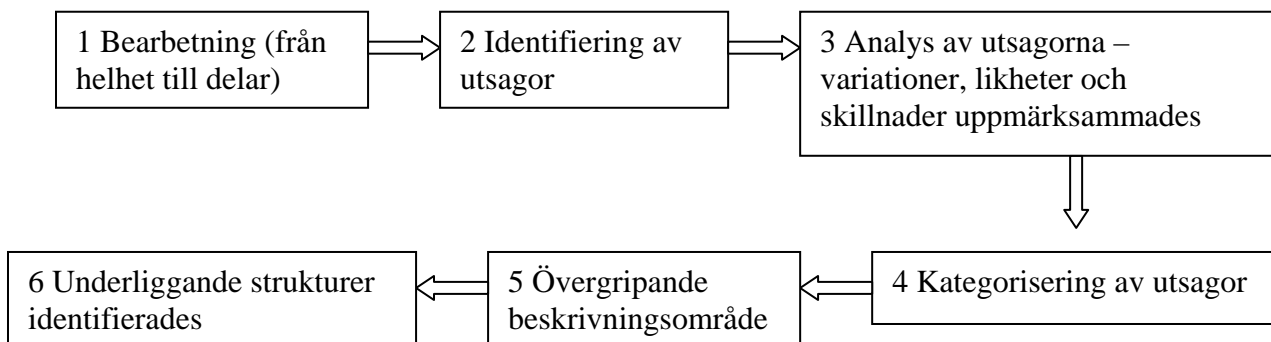 1 Bearbetning (från
helhet till delar)
2 Identifiering av
utsagor
3 Analys av utsagorna –
variationer, likheter och
skillnader uppmärksammades
4 Kategorisering av utsagor
5 Övergripande
beskrivningsområde
6 Underliggande strukturer
identifierades